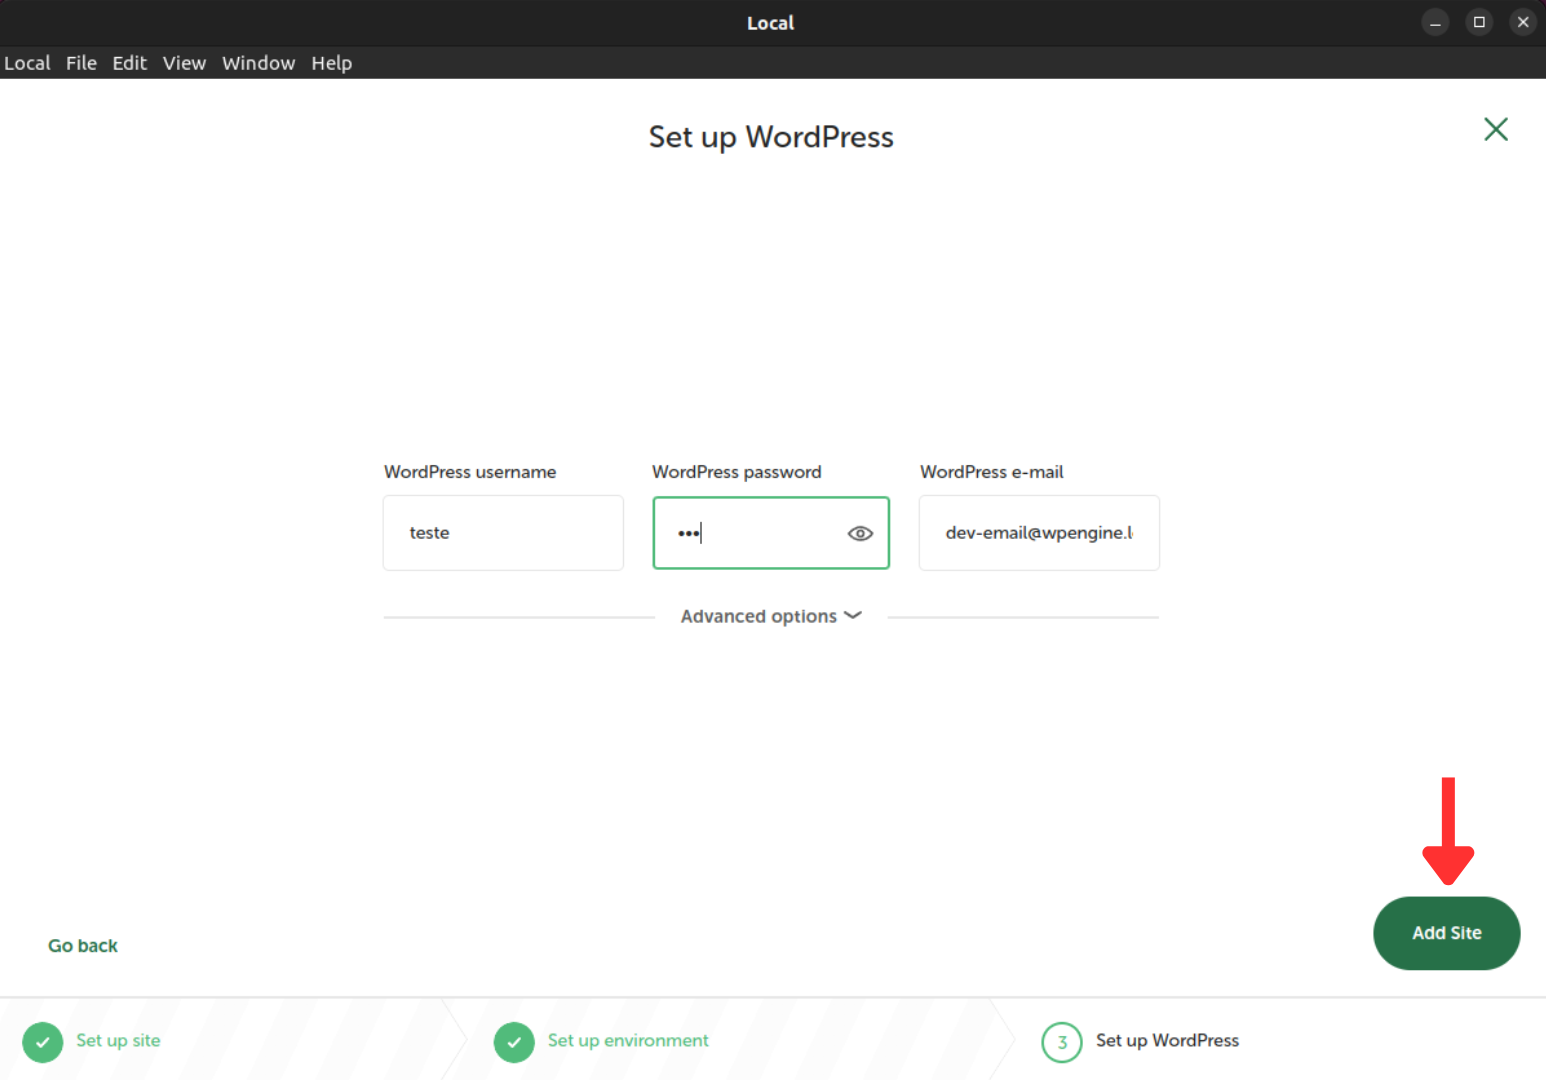 Local
Local File Edit View Window Help
Set up WordPress
WordPress username WordPress password WordPress e-mail
teste ••• dev-email@wpengine.l
Advanced options
Add Site
Go back
Set up site Set up environment 3 Set up WordPress